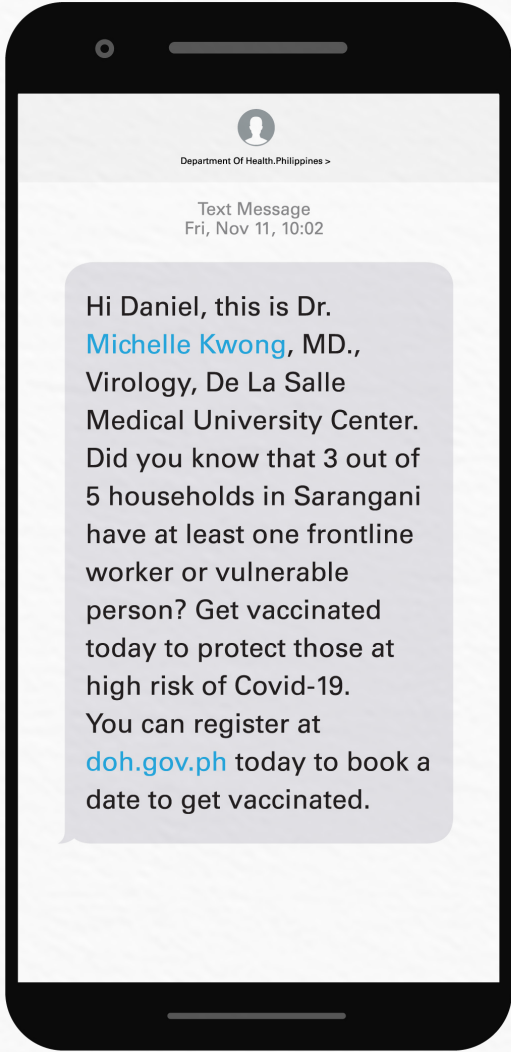 Department Of Health.Philippines >
Text Message
Fri, Nov 11, 10:02
Hi Daniel, this is Dr.
Michelle Kwong, MD.,
Virology, De La Salle
Medical University Center.
Did you know that 3 out of
5 households in Sarangani
have at least one frontline
worker or vulnerable
person? Get vaccinated
today to protect those at
high risk of Covid-19.
You can register at
doh.gov.ph today to book a
date to get vaccinated.